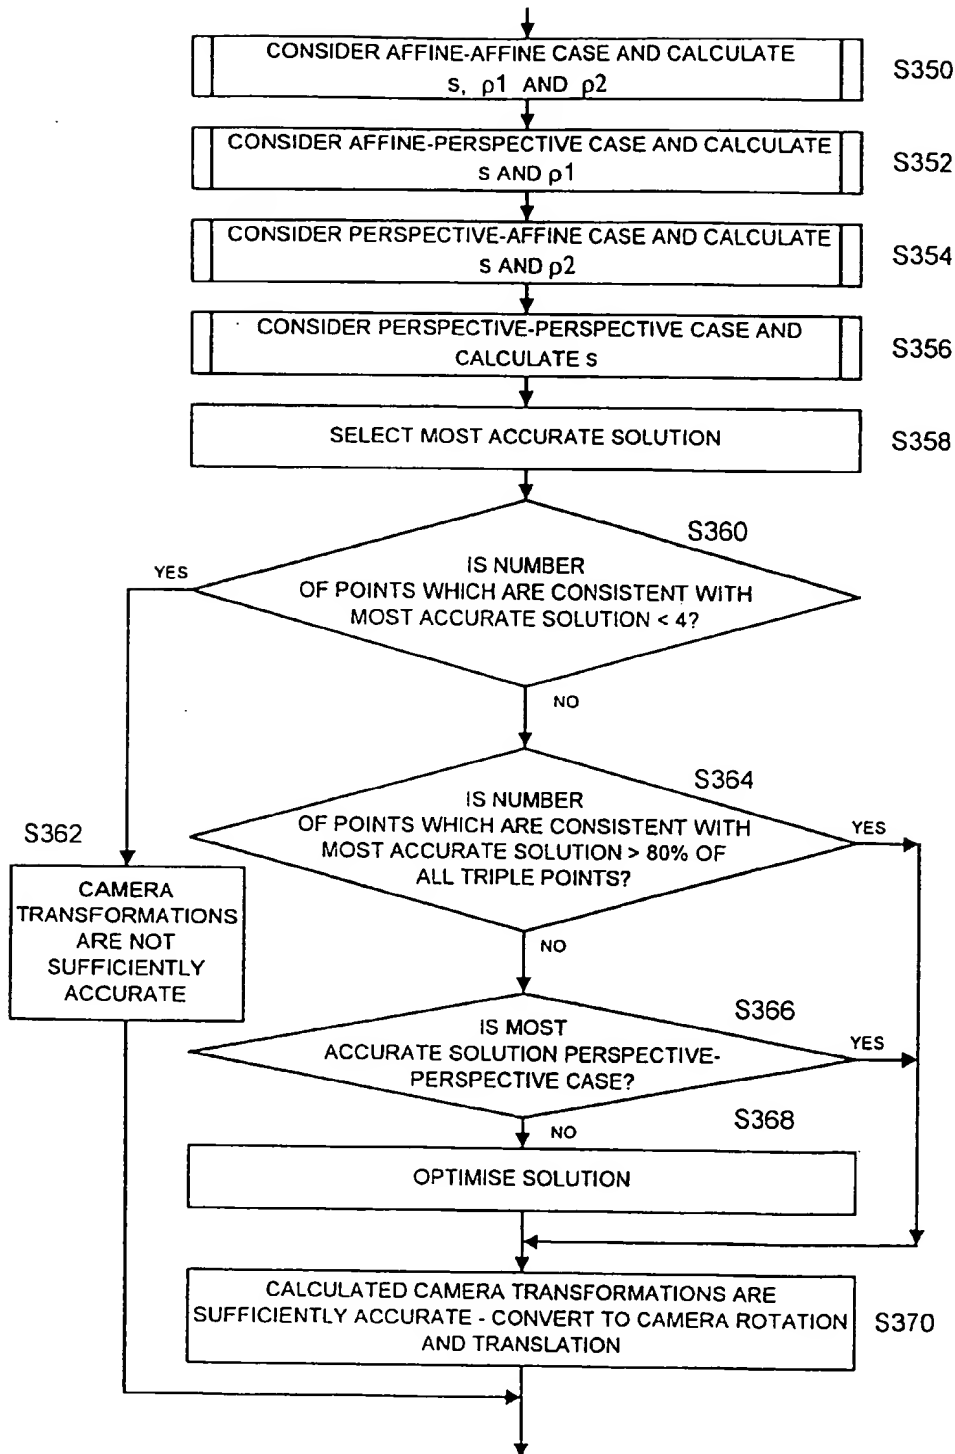 CONSIDER AFFINE-AFFINE CASE AND CALCULATE
s, ρ1 AND ρ2
S350
CONSIDER AFFINE-PERSPECTIVE CASE AND CALCULATE
s AND ρ1
S352
CONSIDER PERSPECTIVE-AFFINE CASE AND CALCULATE
s AND ρ2
S354
CONSIDER PERSPECTIVE-PERSPECTIVE CASE AND
CALCULATE s
S356
SELECT MOST ACCURATE SOLUTION
S358
S360
YES
IS NUMBER
OF POINTS WHICH ARE CONSISTENT WITH
MOST ACCURATE SOLUTION < 4?
NO
S364
IS NUMBER
OF POINTS WHICH ARE CONSISTENT WITH
MOST ACCURATE SOLUTION > 80% OF
ALL TRIPLE POINTS?
YES
S362
CAMERA
TRANSFORMATIONS
ARE NOT
SUFFICIENTLY
ACCURATE
NO
S366
IS MOST
ACCURATE SOLUTION PERSPECTIVE-
PERSPECTIVE CASE?
YES
NO
S368
OPTIMISE SOLUTION
CALCULATED CAMERA TRANSFORMATIONS ARE
SUFFICIENTLY ACCURATE - CONVERT TO CAMERA ROTATION
AND TRANSLATION
S370